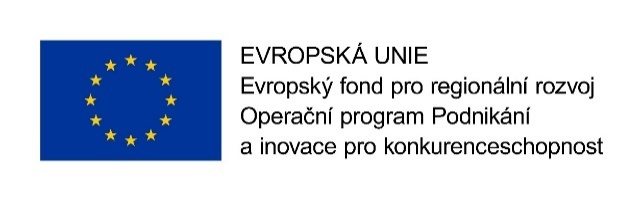 EVROPSKÁ UNIE
Evropský fond pro regionální rozvoj
Operační program Podnikání
a inovace pro konkurenceschopnost